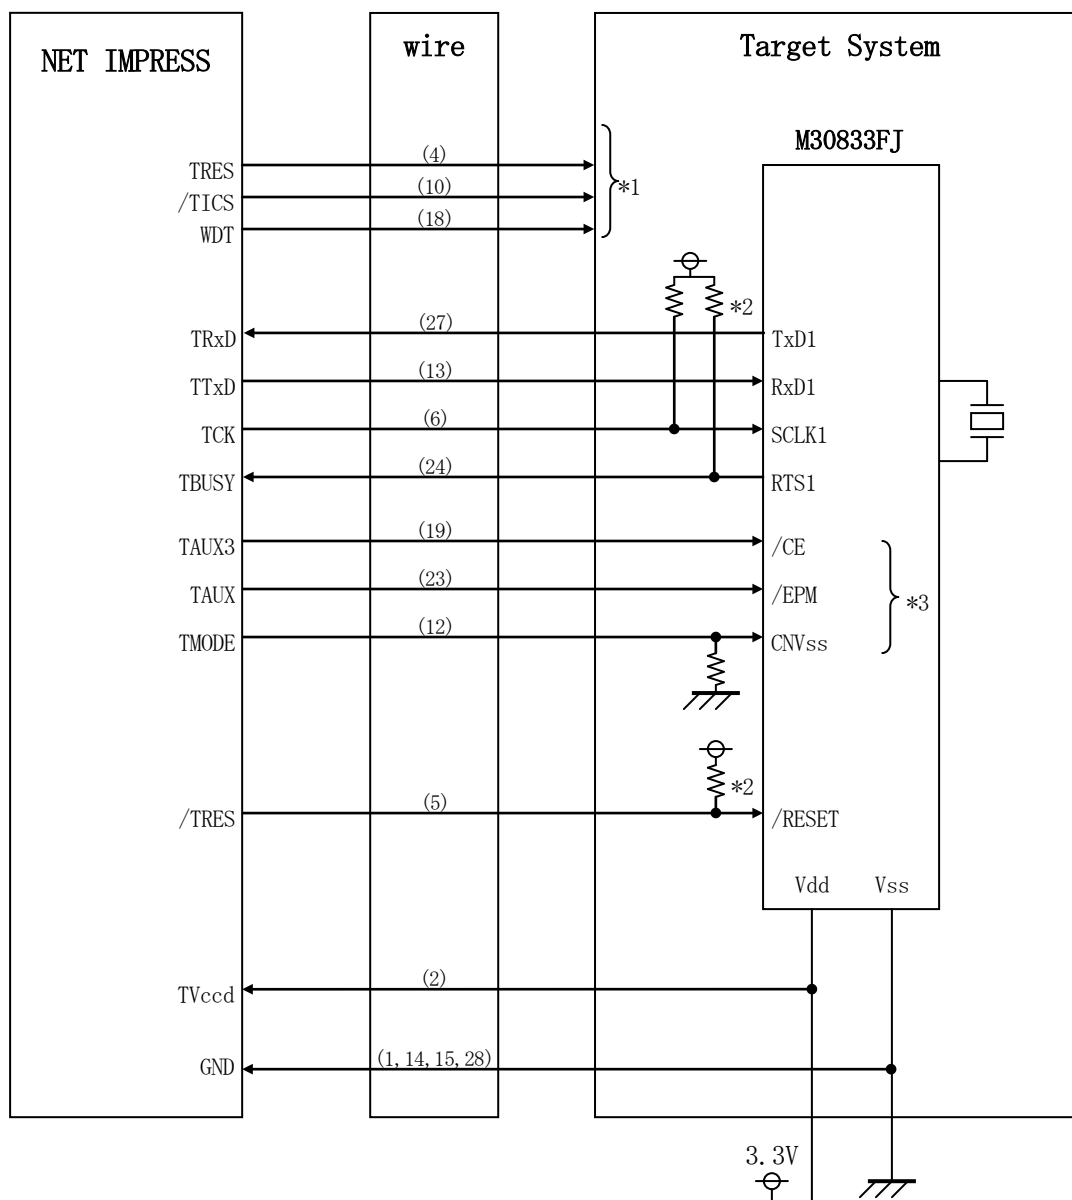 NET IMPRESS
wire
Target System
M30833FJ
TRES (4)
/TICS (10) *1
WDT (18)
*2
TRxD (27) TxD1
TTxD (13) RxD1
TCK (6) SCLK1
TBUSY (24) RTS1
TAUX3 (19) /CE
TAUX (23) /EPM *3
TMODE (12) CNVss
*2
/TRES (5) /RESET
Vdd Vss
TVccd (2)
GND (1,14,15,28)
3.3V